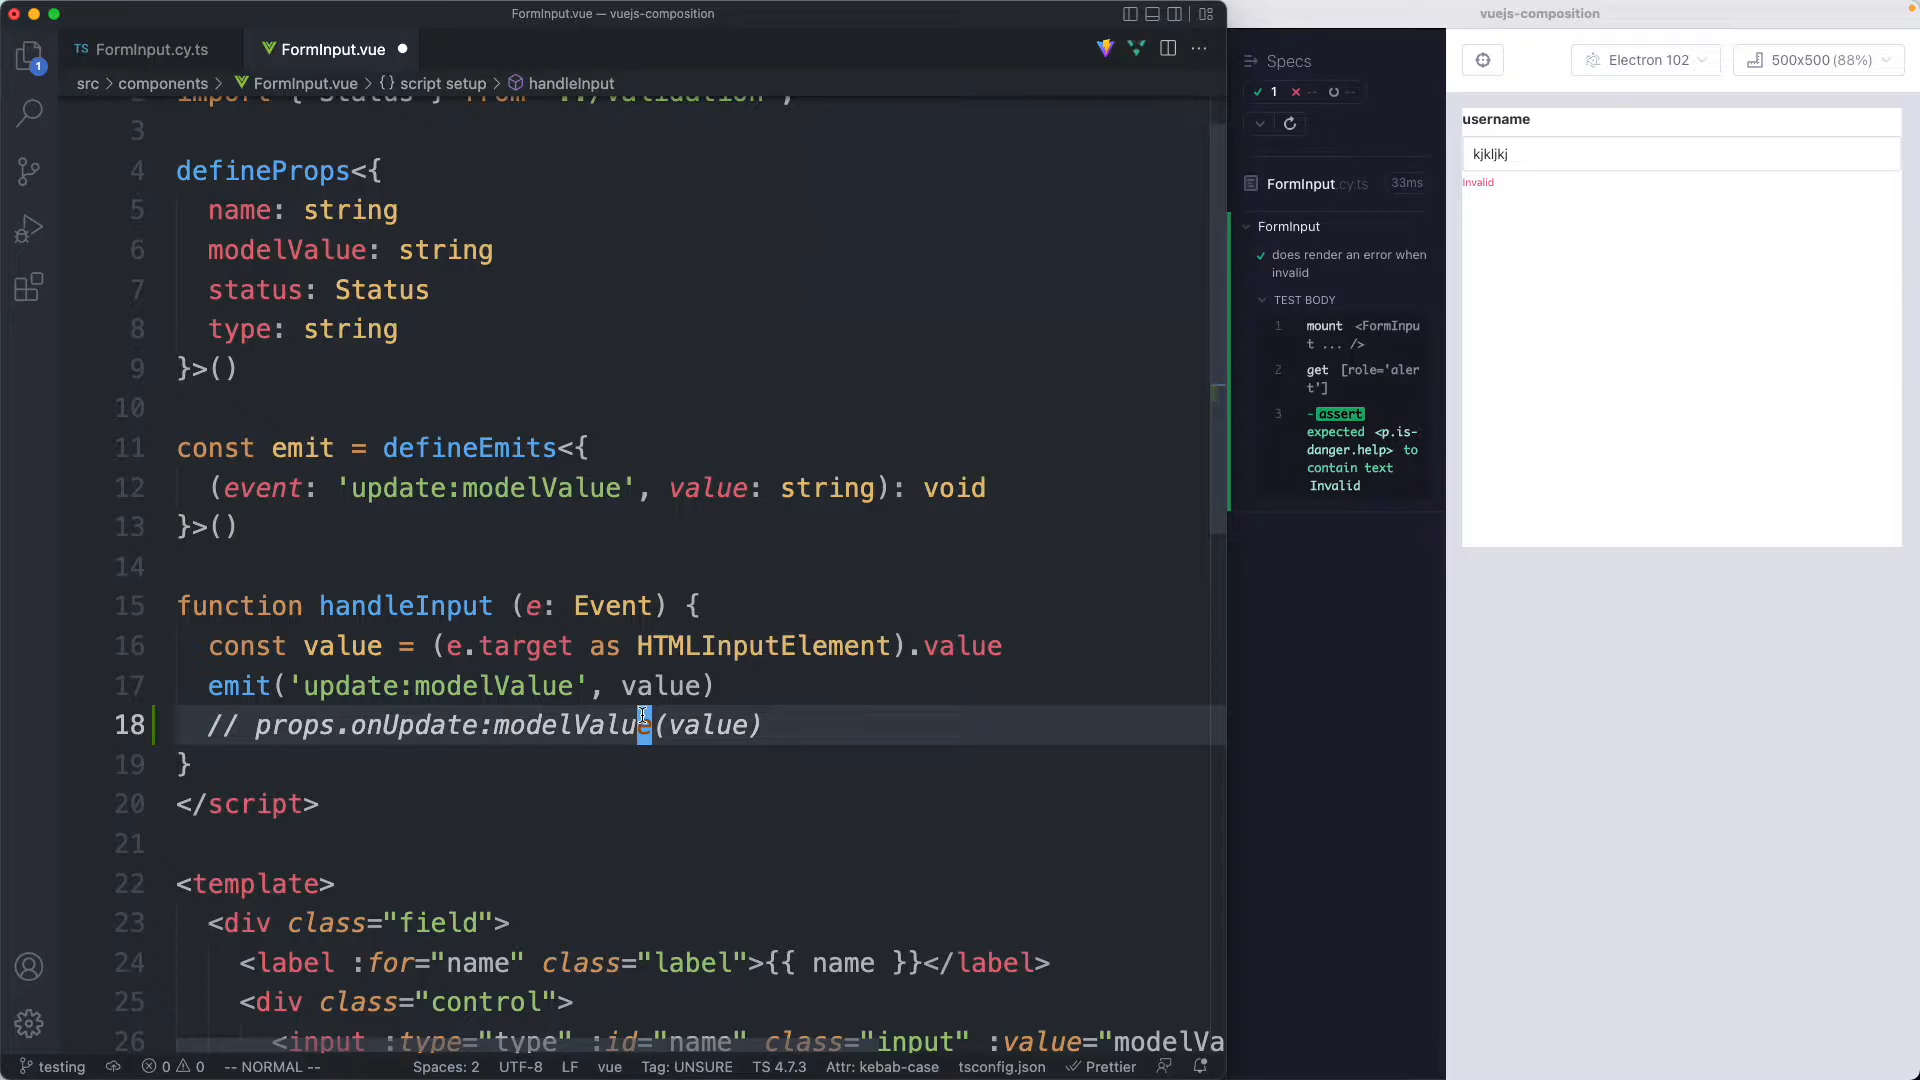 FormInput.vue — vuejs-composition
vuejs-composition
1
TS FormInput.cy.ts
FormInput.vue
src > components > FormInput.vue > {} script setup > handleInput
2 import { Status } from '../validation';
3
4 defineProps<{
5 name: string
6 modelValue: string
7 status: Status
8 type: string
9 }>()
10
11 const emit = defineEmits<{
12 (event: 'update:modelValue', value: string): void
13 }>()
14
15 function handleInput (e: Event) {
16 const value = (e.target as HTMLInputElement).value
17 emit('update:modelValue', value)
18 // props.onUpdate:modelValue(value)
19 }
20 </script>
21
22 <template>
23 <div class="field">
24 <label :for="name" class="label">{{ name }}</label>
25 <div class="control">
26 <input :type="type" :id="name" class="input" :value="modelVa
testing
0 0
-- NORMAL --
Spaces: 2
UTF-8
LF
vue
Tag: UNSURE
TS 4.7.3
Attr: kebab-case
tsconfig.json
Prettier
Specs
1 -- --
FormInput.cy.ts 33ms
FormInput
does render an error when
invalid
TEST BODY
1 mount <FormInpu
t ... />
2 get [role='aler
t']
3 -assert
expected <p.is-
danger.help> to
contain text
Invalid
Electron 102
500x500 (88%)
username
kjkljkj
Invalid